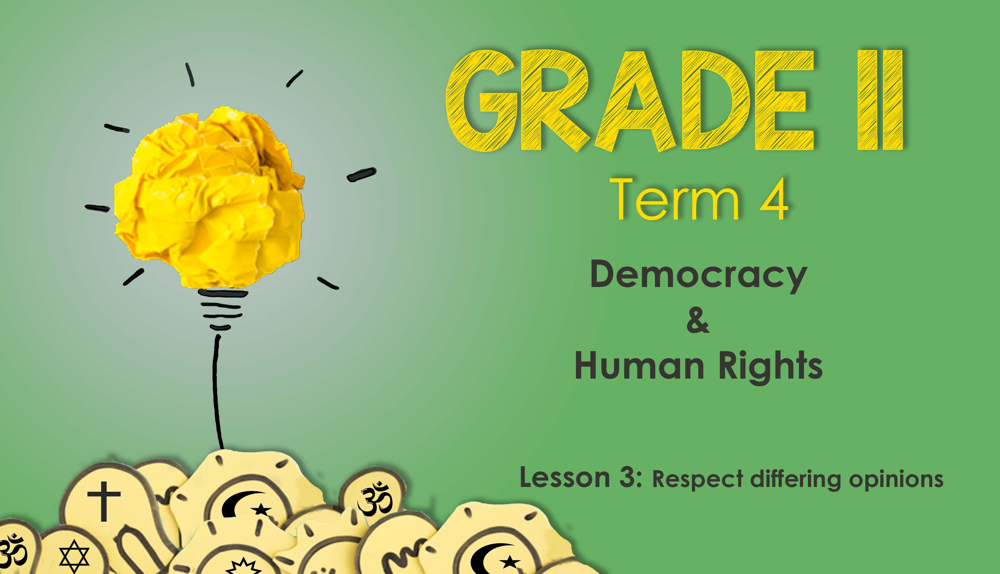 GRADE 11
Term 4
Democracy
&
Human Rights
Lesson 3: Respect differing opinions